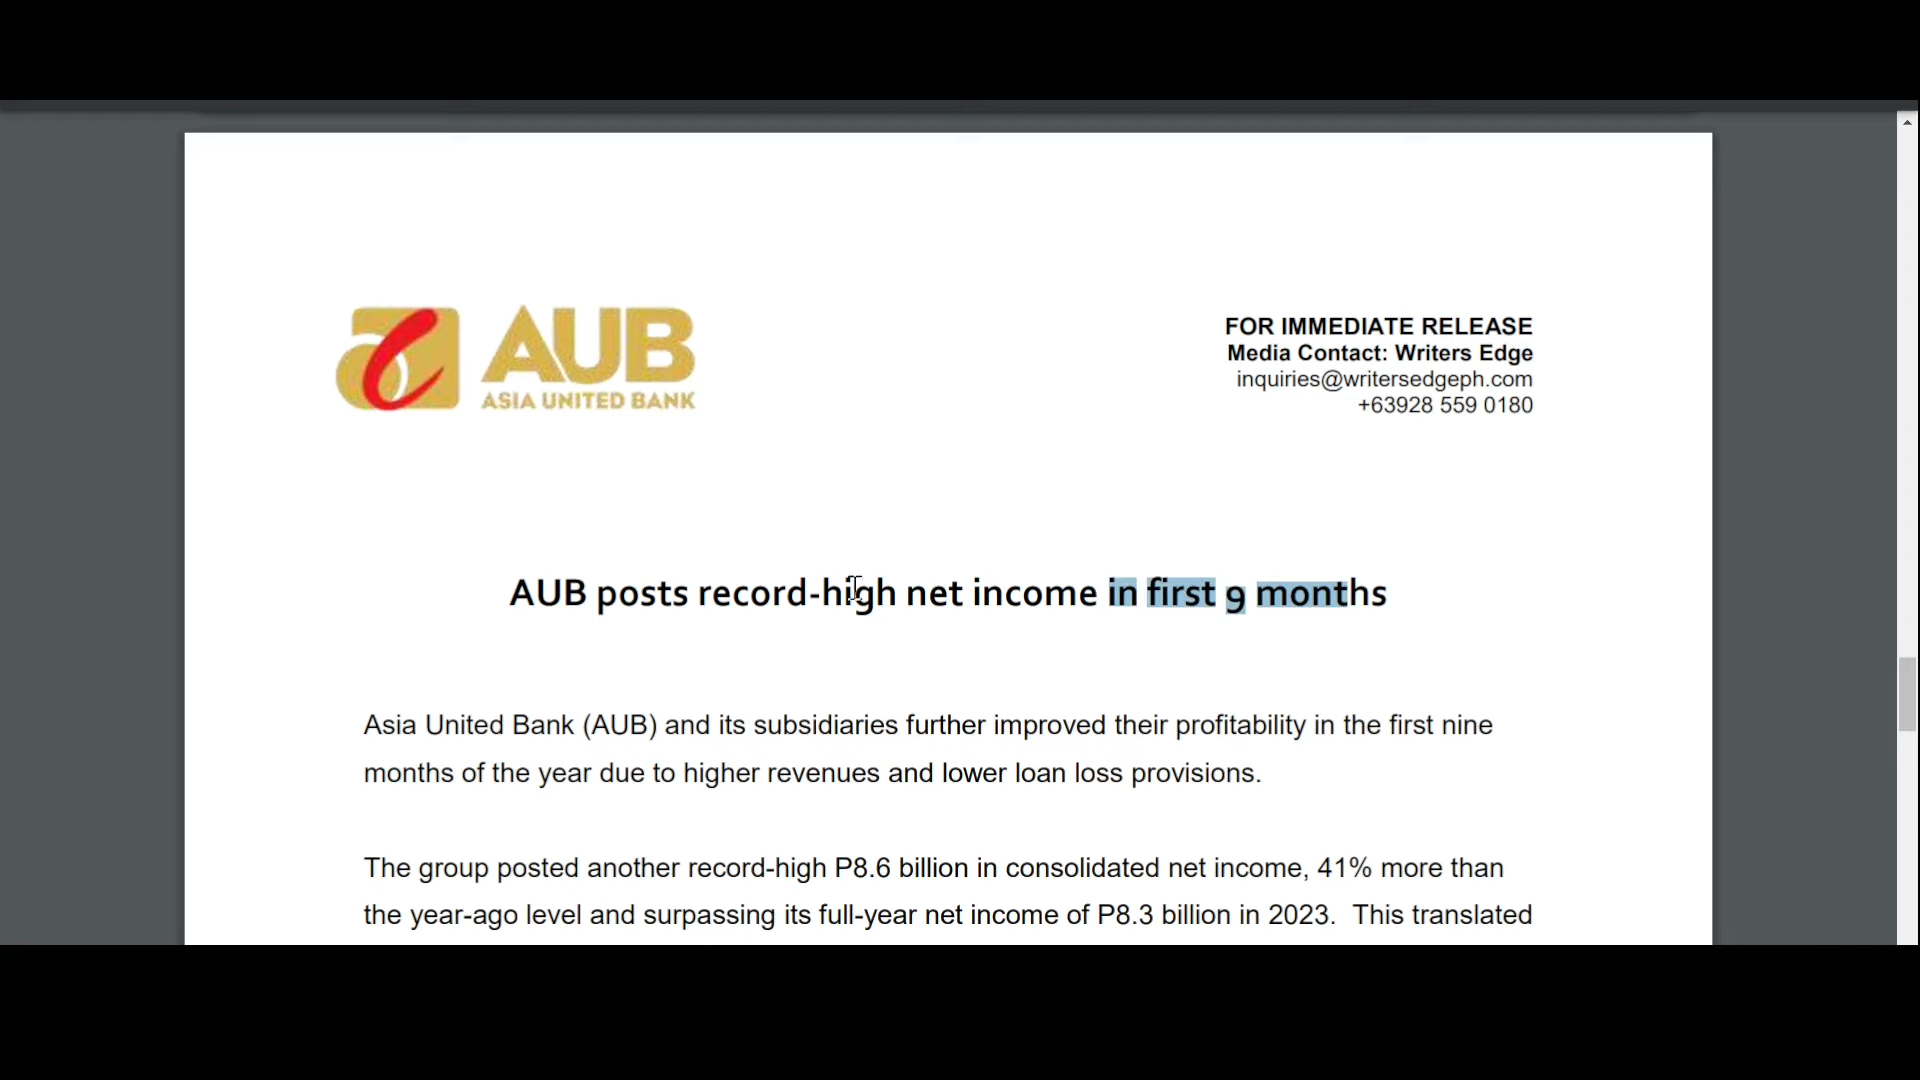 AUB
ASIA UNITED BANK
FOR IMMEDIATE RELEASE
Media Contact: Writers Edge
inquiries@writersedgeph.com
+63928 559 0180
AUB posts record-high net income in first 9 months
Asia United Bank (AUB) and its subsidiaries further improved their profitability in the first nine
months of the year due to higher revenues and lower loan loss provisions.
The group posted another record-high P8.6 billion in consolidated net income, 41% more than
the year-ago level and surpassing its full-year net income of P8.3 billion in 2023.  This translated